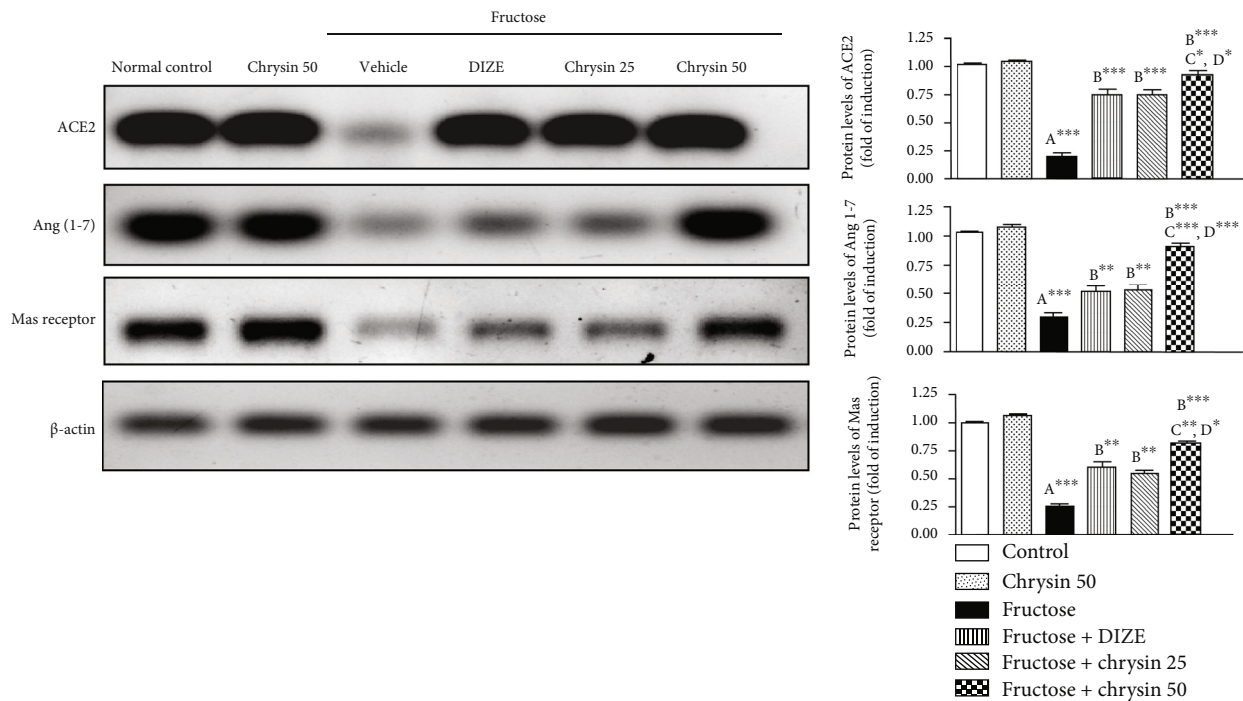 Fructose
Normal control Chrysin 50 Vehicle DIZE Chrysin 25 Chrysin 50
ACE2
Ang (1-7)
Mas receptor
β-actin
Protein levels of ACE2
(fold of induction)
1.25
1.00
0.75
0.50
0.25
0.00
A***
B***
B***
B***
C*, D*
Protein levels of Ang 1-7
(fold of induction)
1.25
1.00
0.75
0.50
0.25
0.00
A***
B**
B**
B***
C***, D***
Protein levels of Mas
receptor (fold of induction)
1.25
1.00
0.75
0.50
0.25
0.00
A***
B**
B**
B***
C**, D*
Control
Chrysin 50
Fructose
Fructose + DIZE
Fructose + chrysin 25
Fructose + chrysin 50